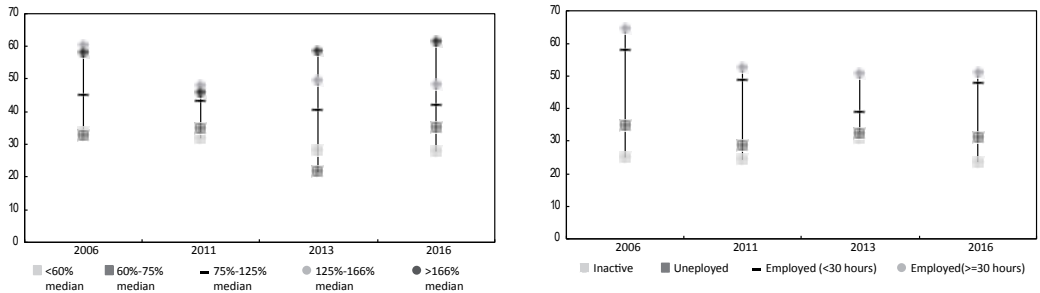 70
60
50
40
30
20
10
0
2006 2011 2013 2016
<60% median
60%-75% median
75%-125% median
125%-166% median
>166% median
70
60
50
40
30
20
10
0
2006 2011 2013 2016
Inactive Uneployed Employed (<30 hours) Employed(>=30 hours)